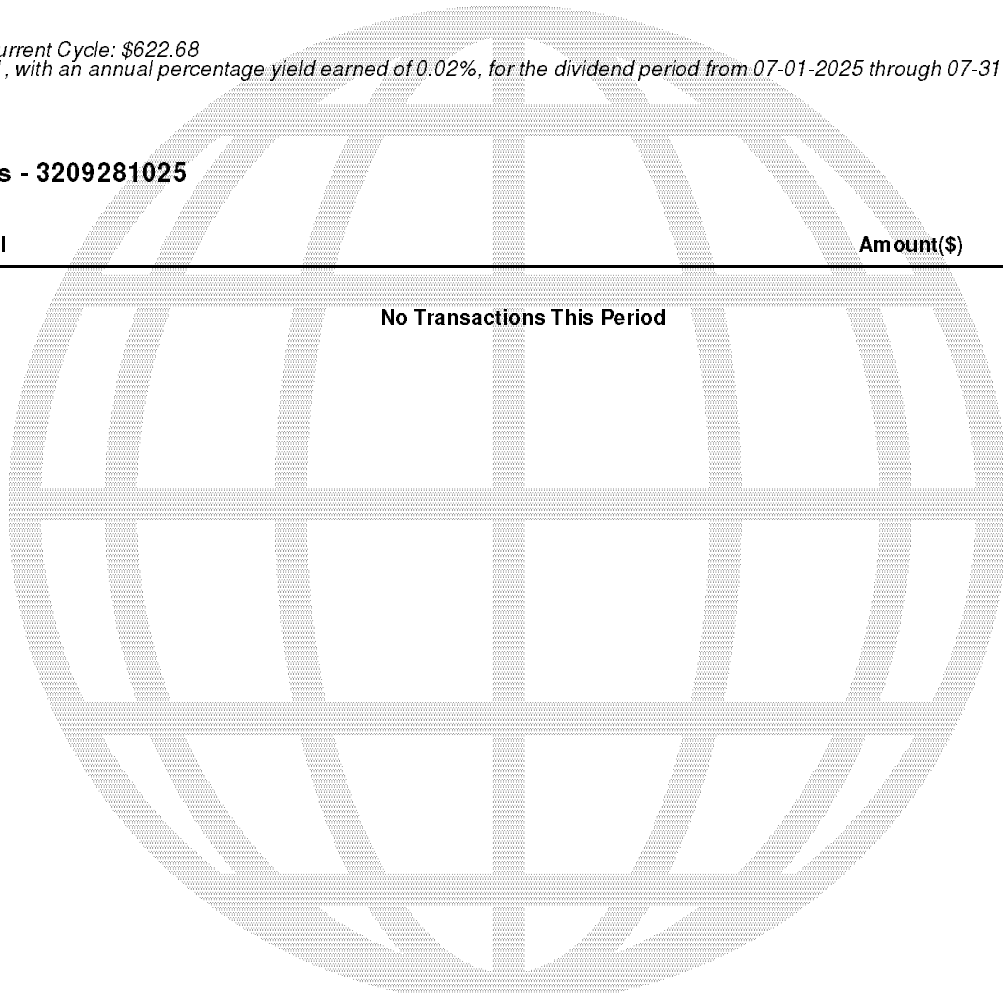 urrent Cycle: $622.68
, with an annual percentage yield earned of 0.02%, for the dividend period from 07-01-2025 through 07-31
s - 3209281025
l Amount($)
No Transactions This Period